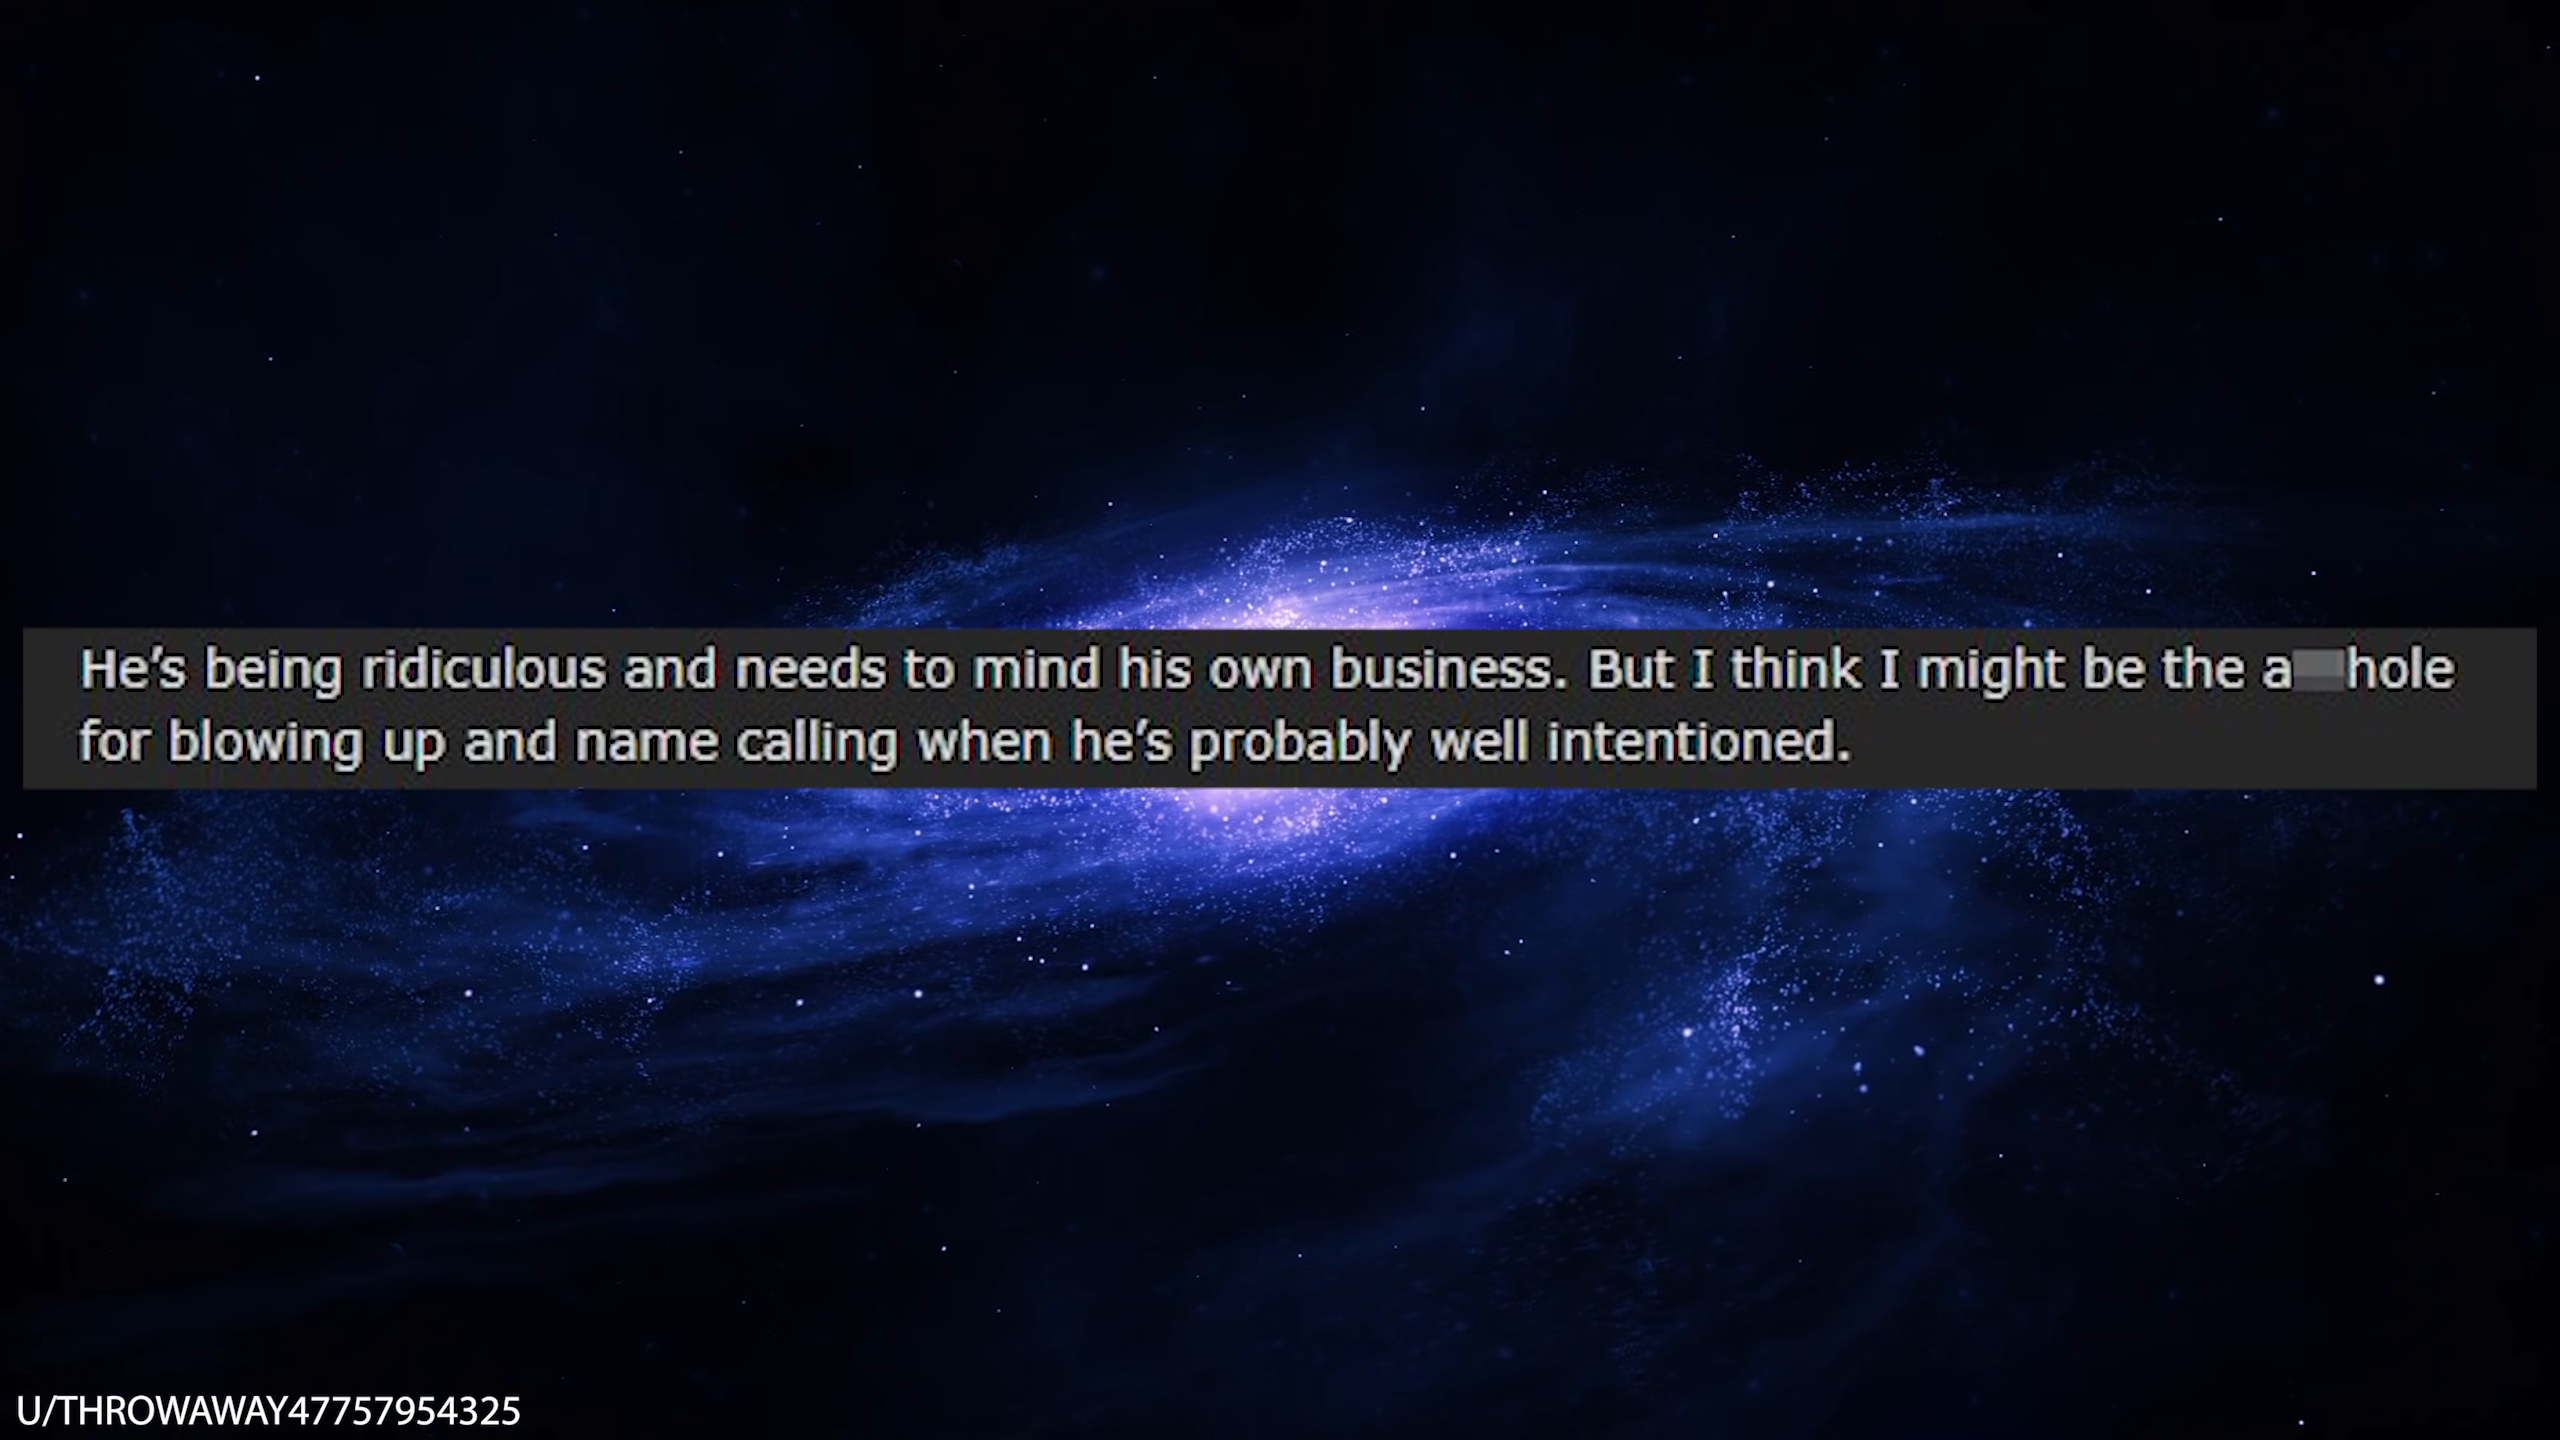 He’s being ridiculous and needs to mind his own business. But I think I might be the a hole
for blowing up and name calling when he’s probably well intentioned.
U/THROWAWAY47757954325